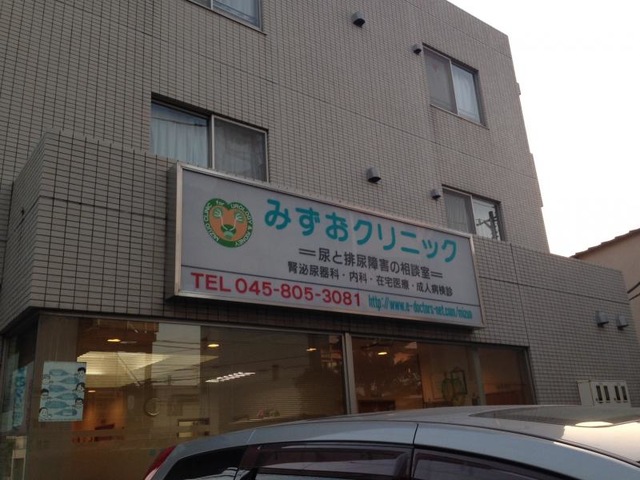 みずおクリニック
＝尿と排尿障害の相談室＝
腎泌尿器科・内科・在宅医療・成人病検診
TEL 045-805-3081 http://www.e-doctors-net.com/mizuo